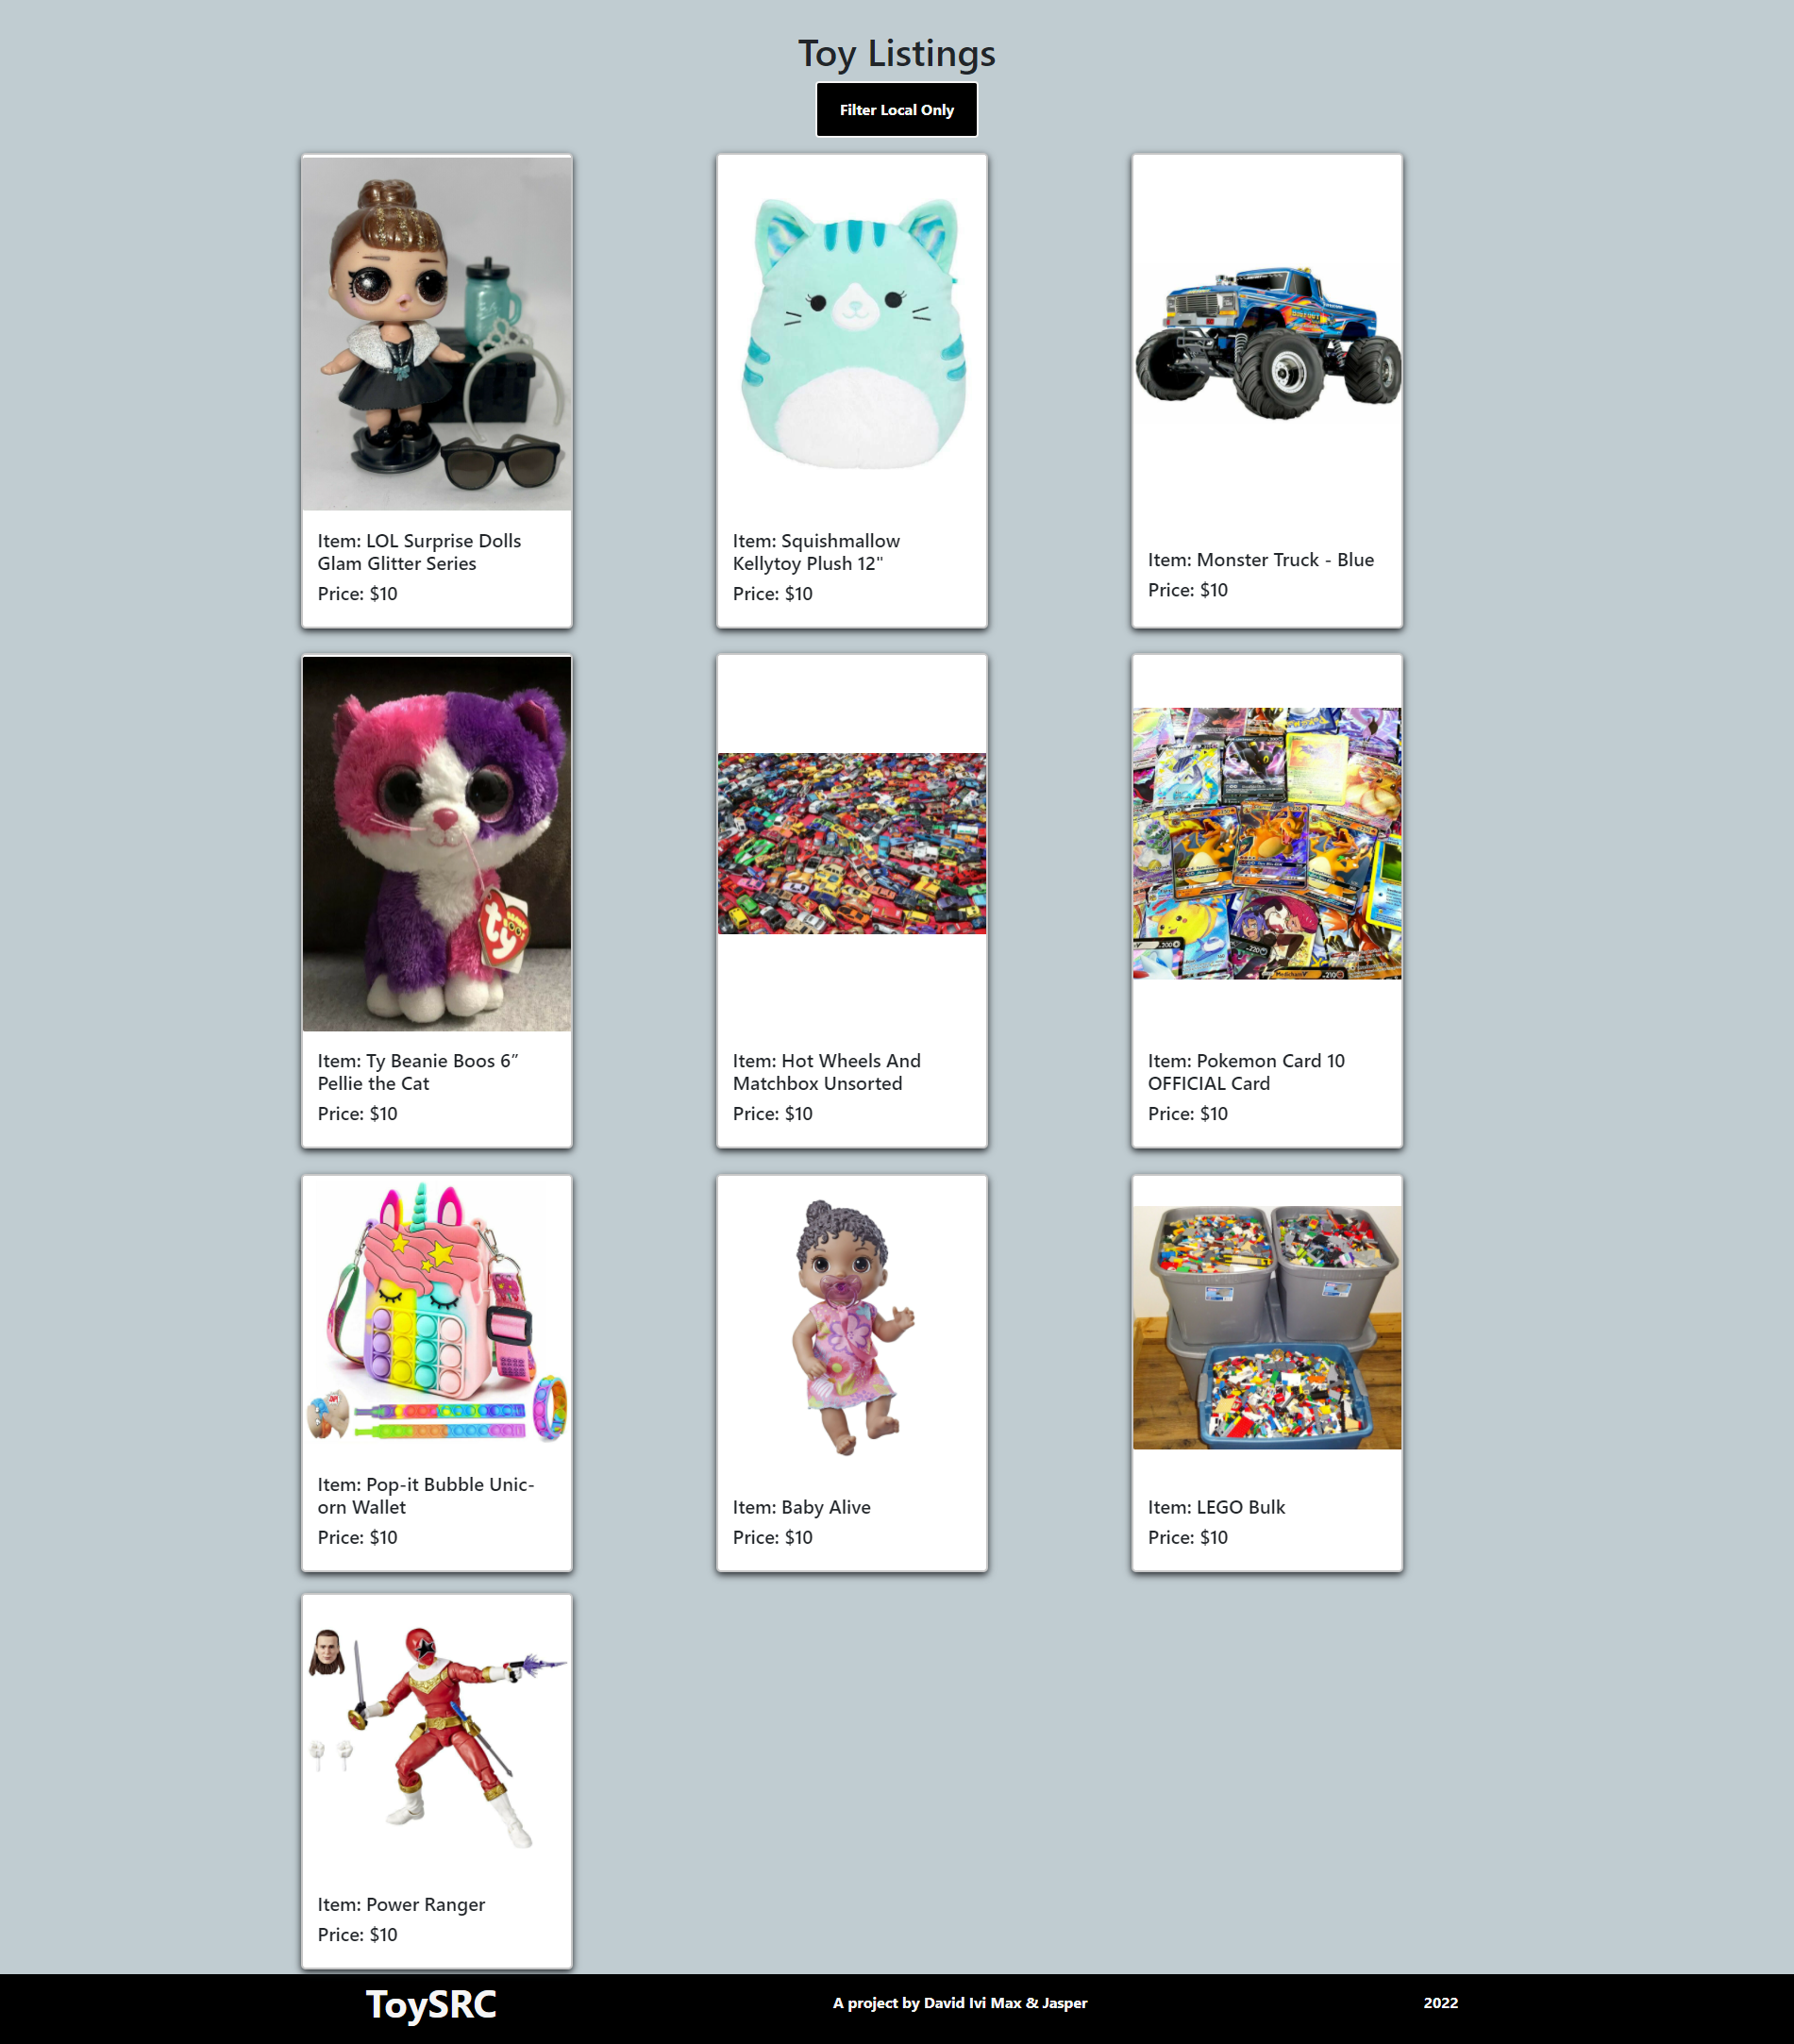 Toy Listings
Filter Local Only
Item: LOL Surprise Dolls
Glam Glitter Series
Price: $10
Item: Squishmallow
Kellytoy Plush 12"
Price: $10
Item: Monster Truck - Blue
Price: $10
ty
Item: Ty Beanie Boos 6”
Pellie the Cat
Price: $10
Item: Hot Wheels And
Matchbox Unsorted
Price: $10
Item: Pokemon Card 10
OFFICIAL Card
Price: $10
Item: Pop-it Bubble Unic-
orn Wallet
Price: $10
Item: Baby Alive
Price: $10
Item: LEGO Bulk
Price: $10
Item: Power Ranger
Price: $10
ToySRC
A project by David Ivi Max & Jasper
2022